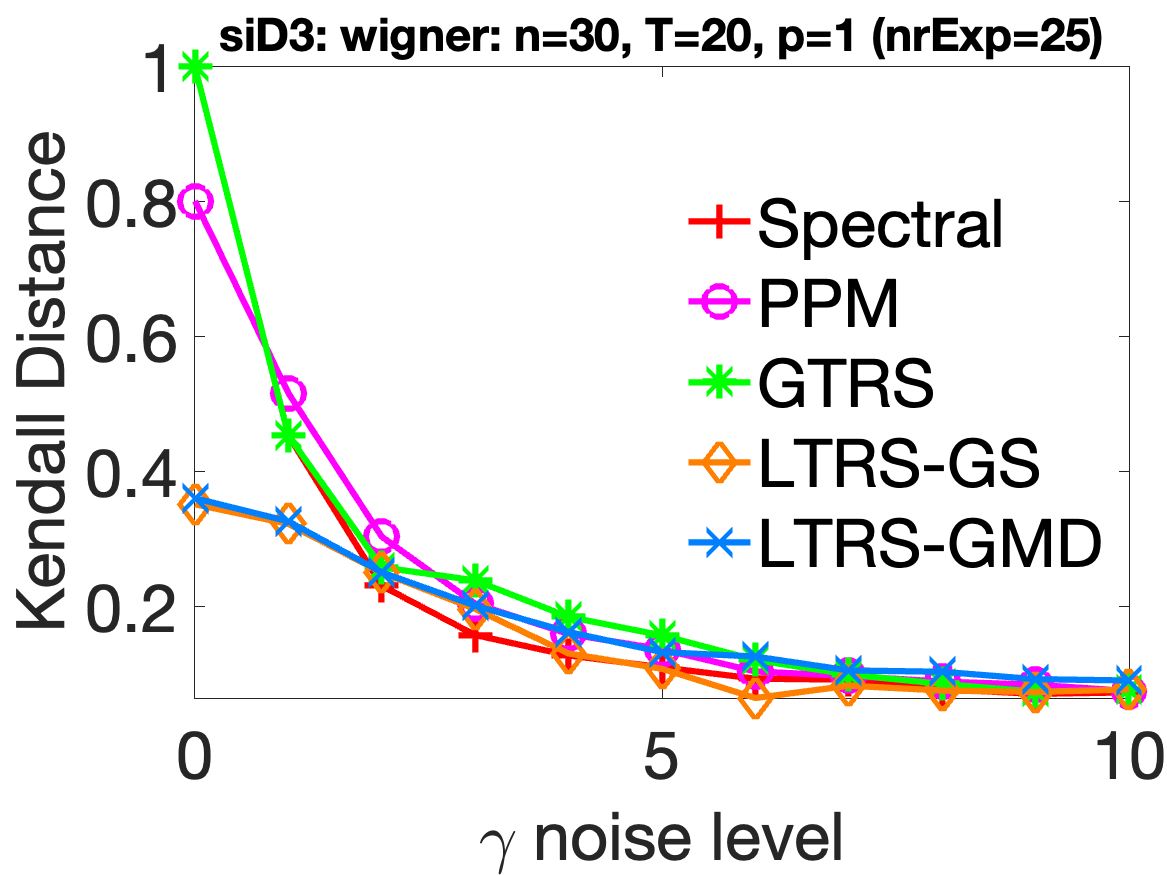 siD3: wigner: n=30, T=20, p=1 (nrExp=25)
Kendall Distance
1
0.8
0.6
0.4
0.2
Spectral
PPM
GTRS
LTRS-GS
LTRS-GMD
0 5 10
γ noise level